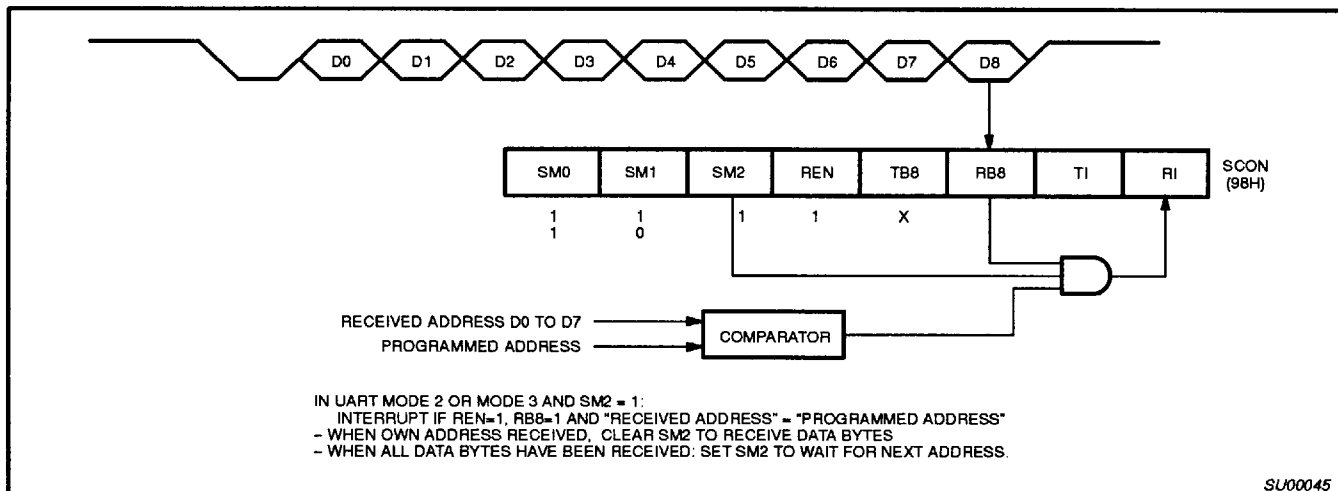 D0 D1 D2 D3 D4 D5 D6 D7 D8
SM0 SM1 SM2 REN TB8 RB8 TI RI
SCON
(98H)
1 1 1 1 X
1 0
RECEIVED ADDRESS D0 TO D7
PROGRAMMED ADDRESS
COMPARATOR
IN UART MODE 2 OR MODE 3 AND SM2 = 1:
INTERRUPT IF REN=1, RB8=1 AND "RECEIVED ADDRESS" = "PROGRAMMED ADDRESS"
– WHEN OWN ADDRESS RECEIVED, CLEAR SM2 TO RECEIVE DATA BYTES
– WHEN ALL DATA BYTES HAVE BEEN RECEIVED: SET SM2 TO WAIT FOR NEXT ADDRESS.
SU00045